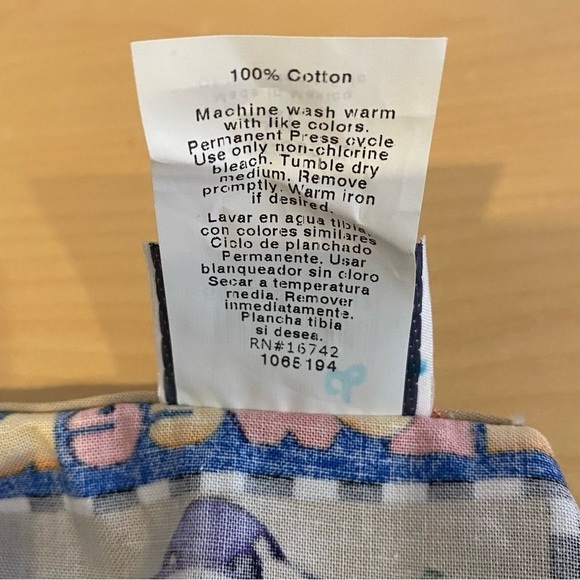 100% Cotton
Machine wash warm
with like colors.
Permanent Press cycle
Use only non-chlorine
bleach. Tumble dry
medium. Remove
promptly. Warm iron
if desired.
Lavar en agua tibia.
con colores similares
Ciclo de planchado
Permanente. Usar
blanqueador sin cloro
Secar a temperatura
media. Remover
inmediatamente.
Plancha tibia
si desea.
RN#16742
1065194